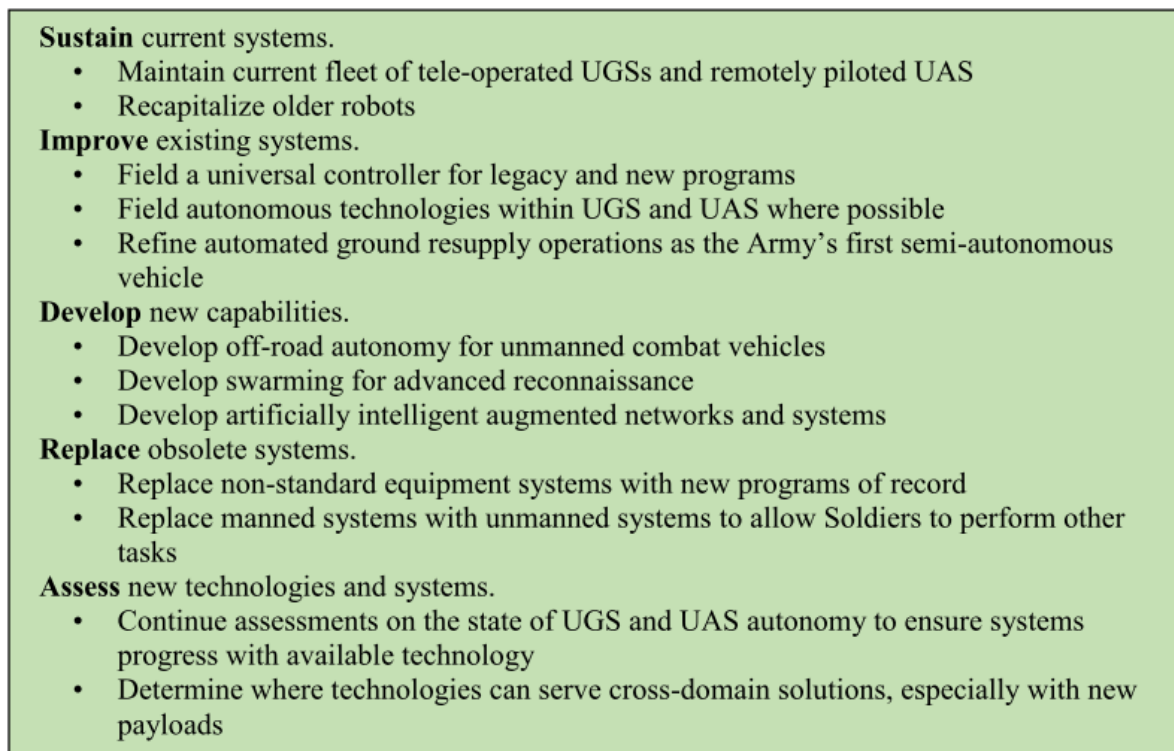 Sustain current systems.
• Maintain current fleet of tele-operated UGSs and remotely piloted UAS
• Recapitalize older robots
Improve existing systems.
• Field a universal controller for legacy and new programs
• Field autonomous technologies within UGS and UAS where possible
• Refine automated ground resupply operations as the Army’s first semi-autonomous
vehicle
Develop new capabilities.
• Develop off-road autonomy for unmanned combat vehicles
• Develop swarming for advanced reconnaissance
• Develop artificially intelligent augmented networks and systems
Replace obsolete systems.
• Replace non-standard equipment systems with new programs of record
• Replace manned systems with unmanned systems to allow Soldiers to perform other
tasks
Assess new technologies and systems.
• Continue assessments on the state of UGS and UAS autonomy to ensure systems
progress with available technology
• Determine where technologies can serve cross-domain solutions, especially with new
payloads